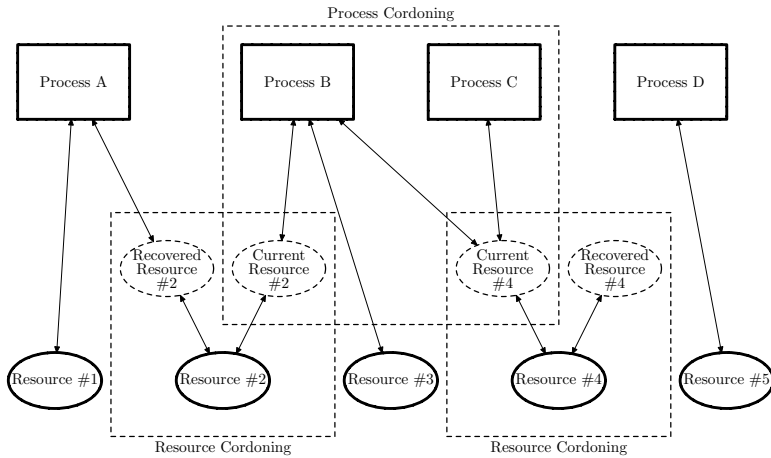 Process Cordoning
Process A
Process B
Process C
Process D
Recovered
Resource
#2
Current
Resource
#2
Current
Resource
#4
Recovered
Resource
#4
Resource #1
Resource #2
Resource #3
Resource #4
Resource #5
Resource Cordoning
Resource Cordoning